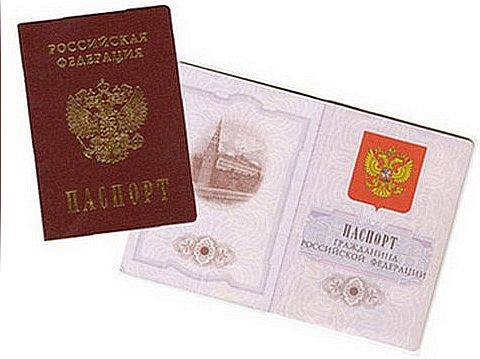 РОССИЙСКАЯ
ФЕДЕРАЦИЯ
ПАСПОРТ
ПАСПОРТ
ГРАЖДАНИНА
РОССИЙСКОЙ ФЕДЕРАЦИИ